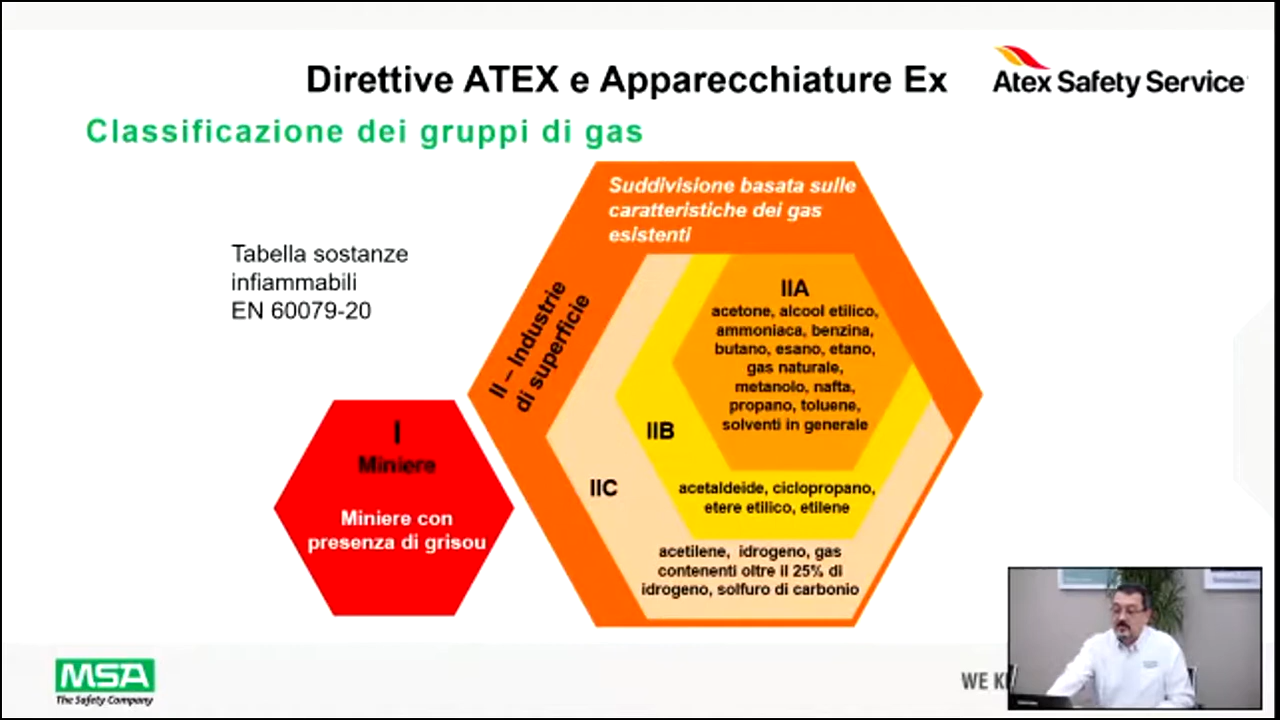 Direttive ATEX e Apparecchiature Ex
Atex Safety Service
Classificazione dei gruppi di gas
Suddivisione basata sulle
caratteristiche dei gas
esistenti
Tabella sostanze
infiammabili
EN 60079-20
II – Industrie
di superficie
IIA
acetone, alcool etilico,
ammoniaca, benzina,
butano, esano, etano,
gas naturale,
metanolo, nafta,
propano, toluene,
solventi in generale
IIB
acetaldeide, ciclopropano,
etere etilico, etilene
IIC
acetilene, idrogeno, gas
contenenti oltre il 25% di
idrogeno, solfuro di carbonio
I
Miniere
Miniere con
presenza di grisou
MSA
The Safety Company
WE